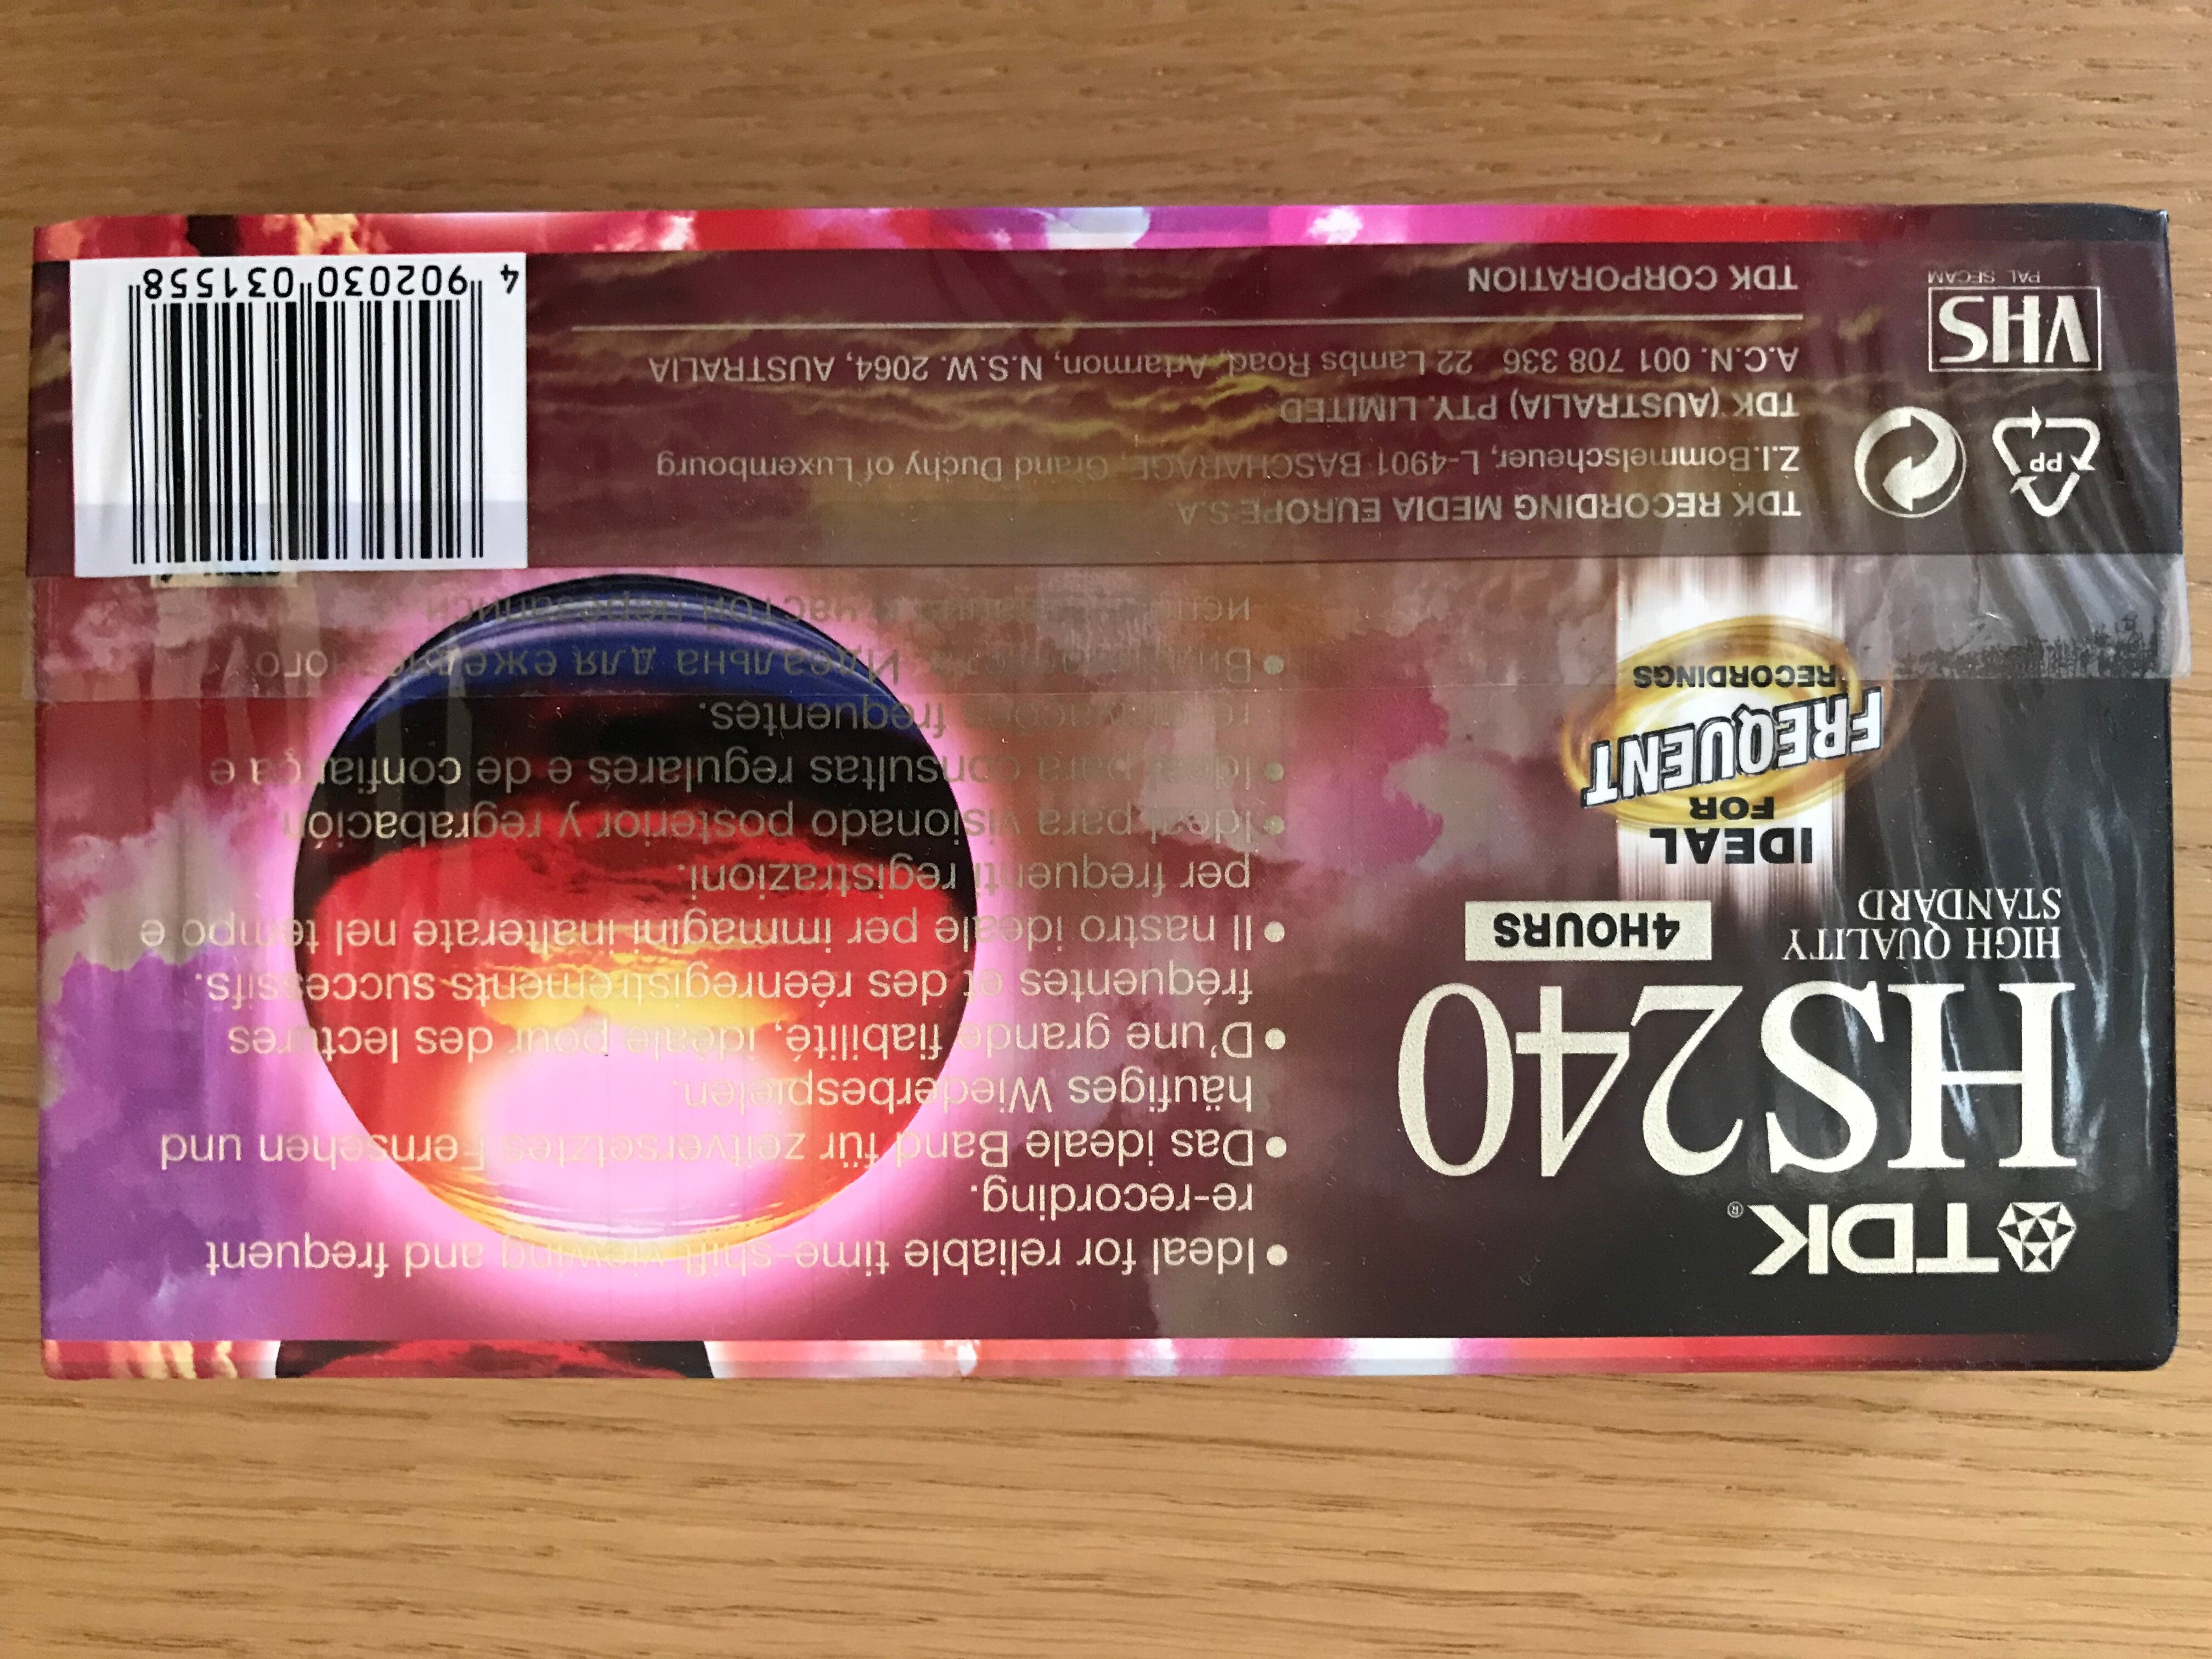 TDK®
HS240
HIGH QUALITY
STANDARD
4HOURS
IDEAL
FOR
FREQUENT
RECORDINGS
• Ideal for reliable time-shift viewing and frequent
re-recording.
• Das ideale Band für zeitversetztes Fernsehen und
häufiges Wiederbespielen.
• D'une grande fiabilité, idéale pour des lectures
fréquentes et des réenregistrements successifs.
• Il nastro ideale per immagini inalterate nel tempo e
per frequenti registrazioni.
• Ideal para visionado posterior y regrabación
• Ideal para consultas regulares e de confiança e
frequentes.
• Идеальна для
частой перезаписи
PP
VHS
PAL SECAM
TDK RECORDING MEDIA EUROPE S.A.
Z.I.Bommelscheuer, L-4901 BASCHARAGE, Grand Duchy of Luxembourg
TDK (AUSTRALIA) PTY. LIMITED
A.C.N. 001 708 336 22 Lambs Road, Artarmon, N.S.W. 2064, AUSTRALIA
TDK CORPORATION
4 902030 031558